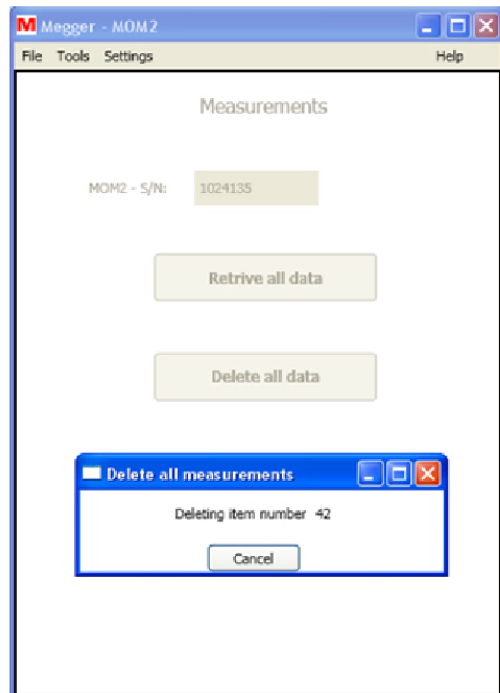 M Megger - MOM2
File Tools Settings Help
Measurements
MOM2 - S/N: 1024135
Retrive all data
Delete all data
Delete all measurements
Deleting item number 42
Cancel